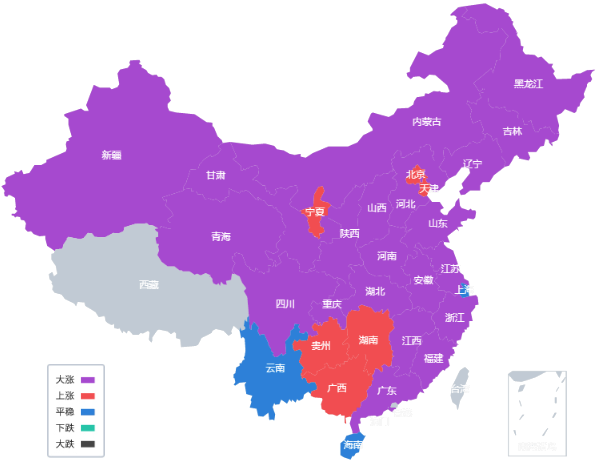 黑龙江
内蒙古
吉林
新疆
辽宁
甘肃
北京
天津
宁夏
山西
河北
山东
青海
陕西
河南
江苏
西藏
安徽
上海
四川
重庆
湖北
浙江
贵州
湖南
江西
福建
云南
广西
广东
台湾
海南
大涨
上涨
平稳
下跌
大跌